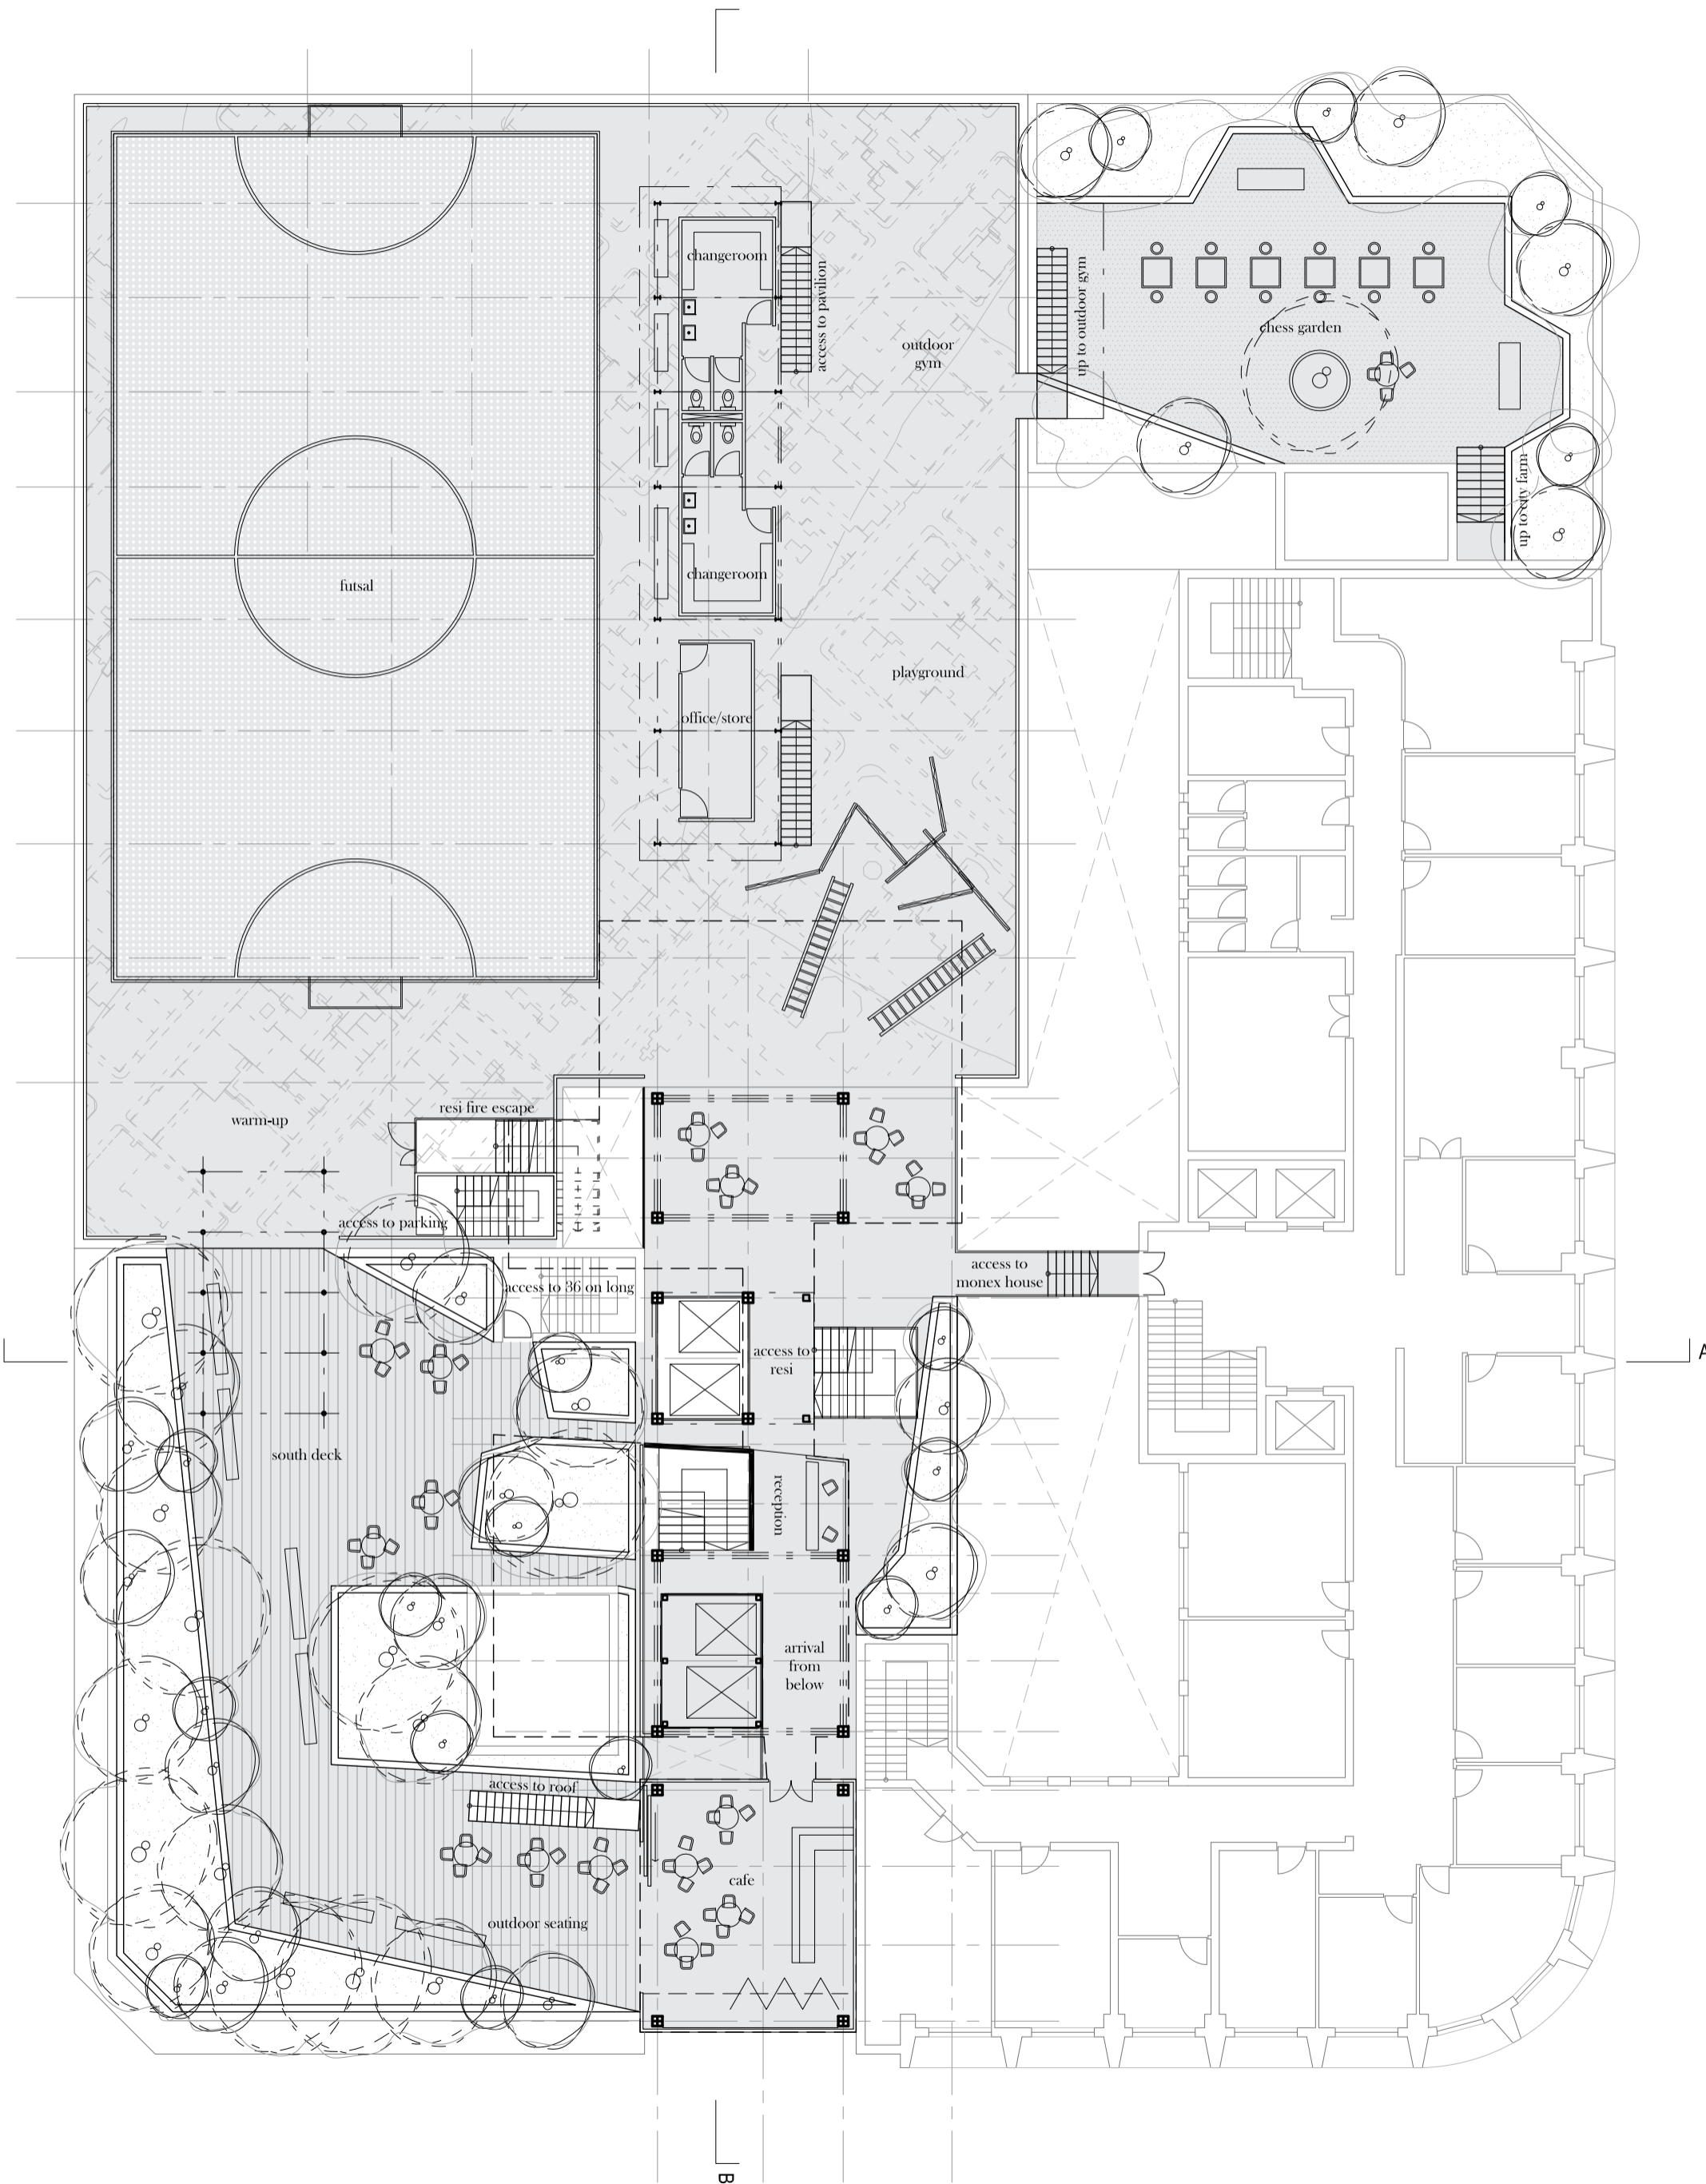 changeroom
access to pavilion
up to outdoor gym
chess garden
outdoor
gym
up to city farm
changeroom
futsal
playground
office/store
resi fire escape
warm-up
access to parking
access to
monex house
access to 36 on long
access to
resi
A
south deck
reception
arrival
from
below
access to roof
cafe
outdoor seating
B